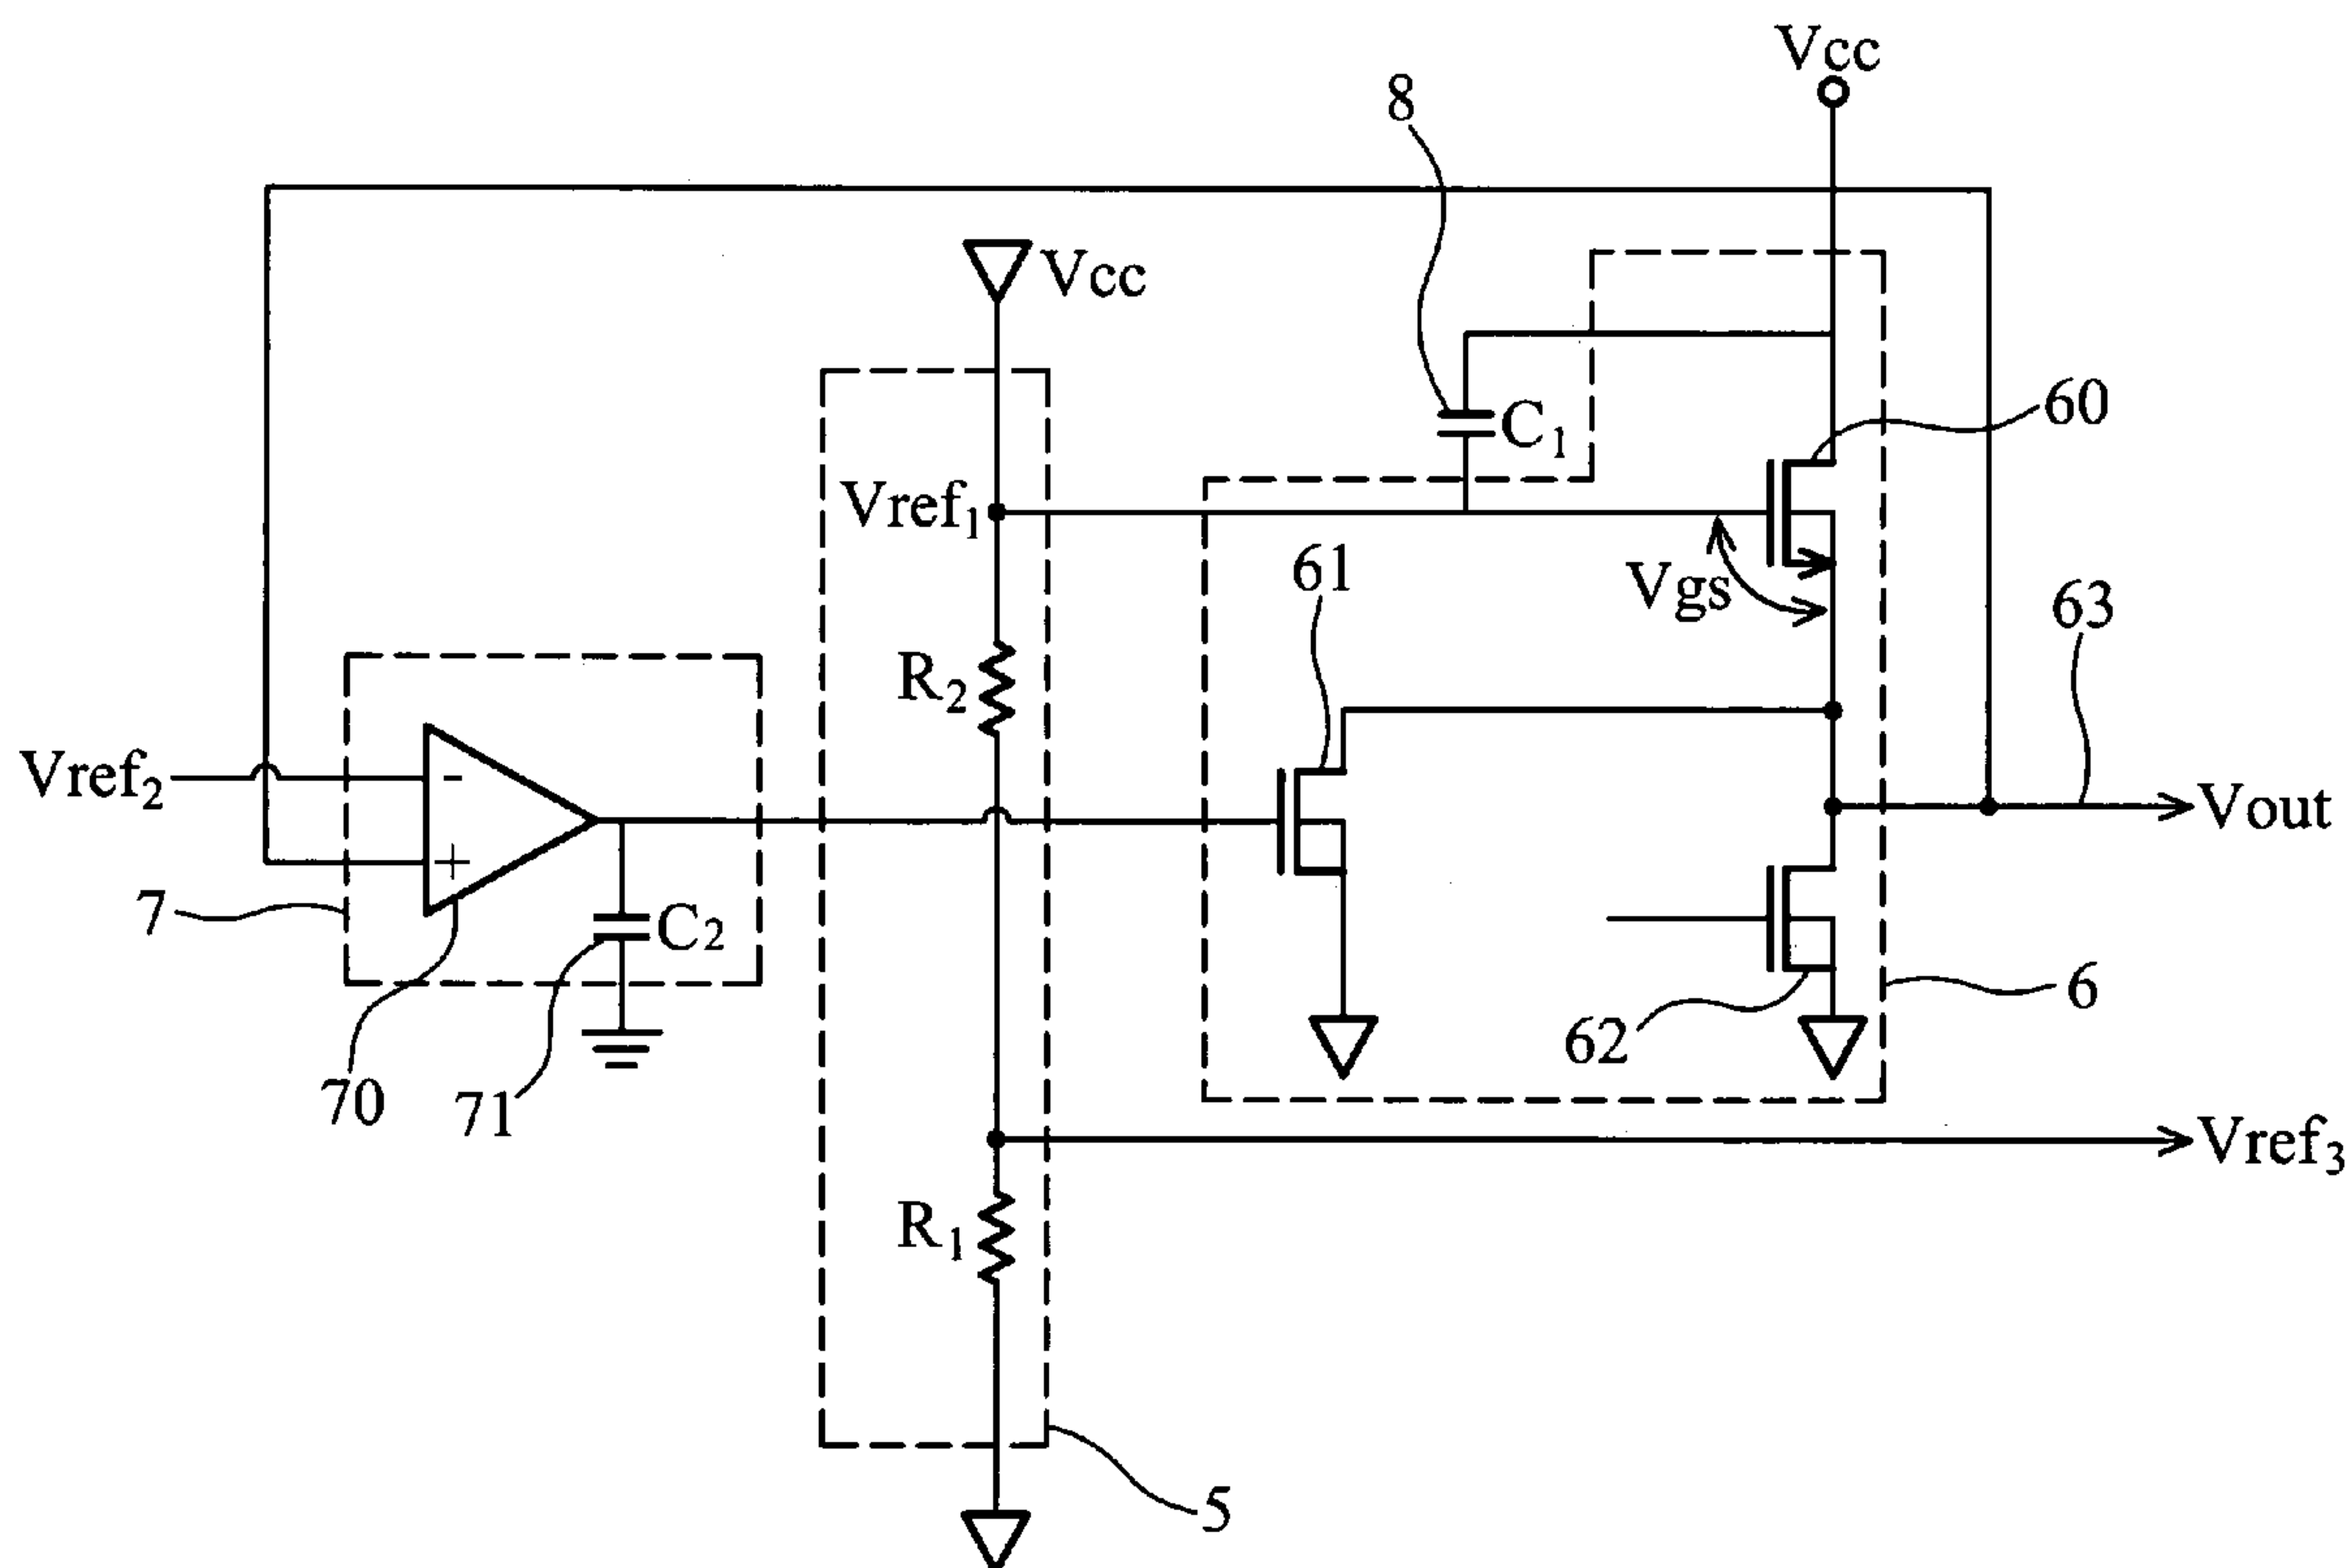 Vcc
8
Vcc
60
C₁
Vref₁
61
Vgs
63
R₂
Vref₂
-
Vout
+
7
C₂
6
62
70
71
Vref₃
R₁
5